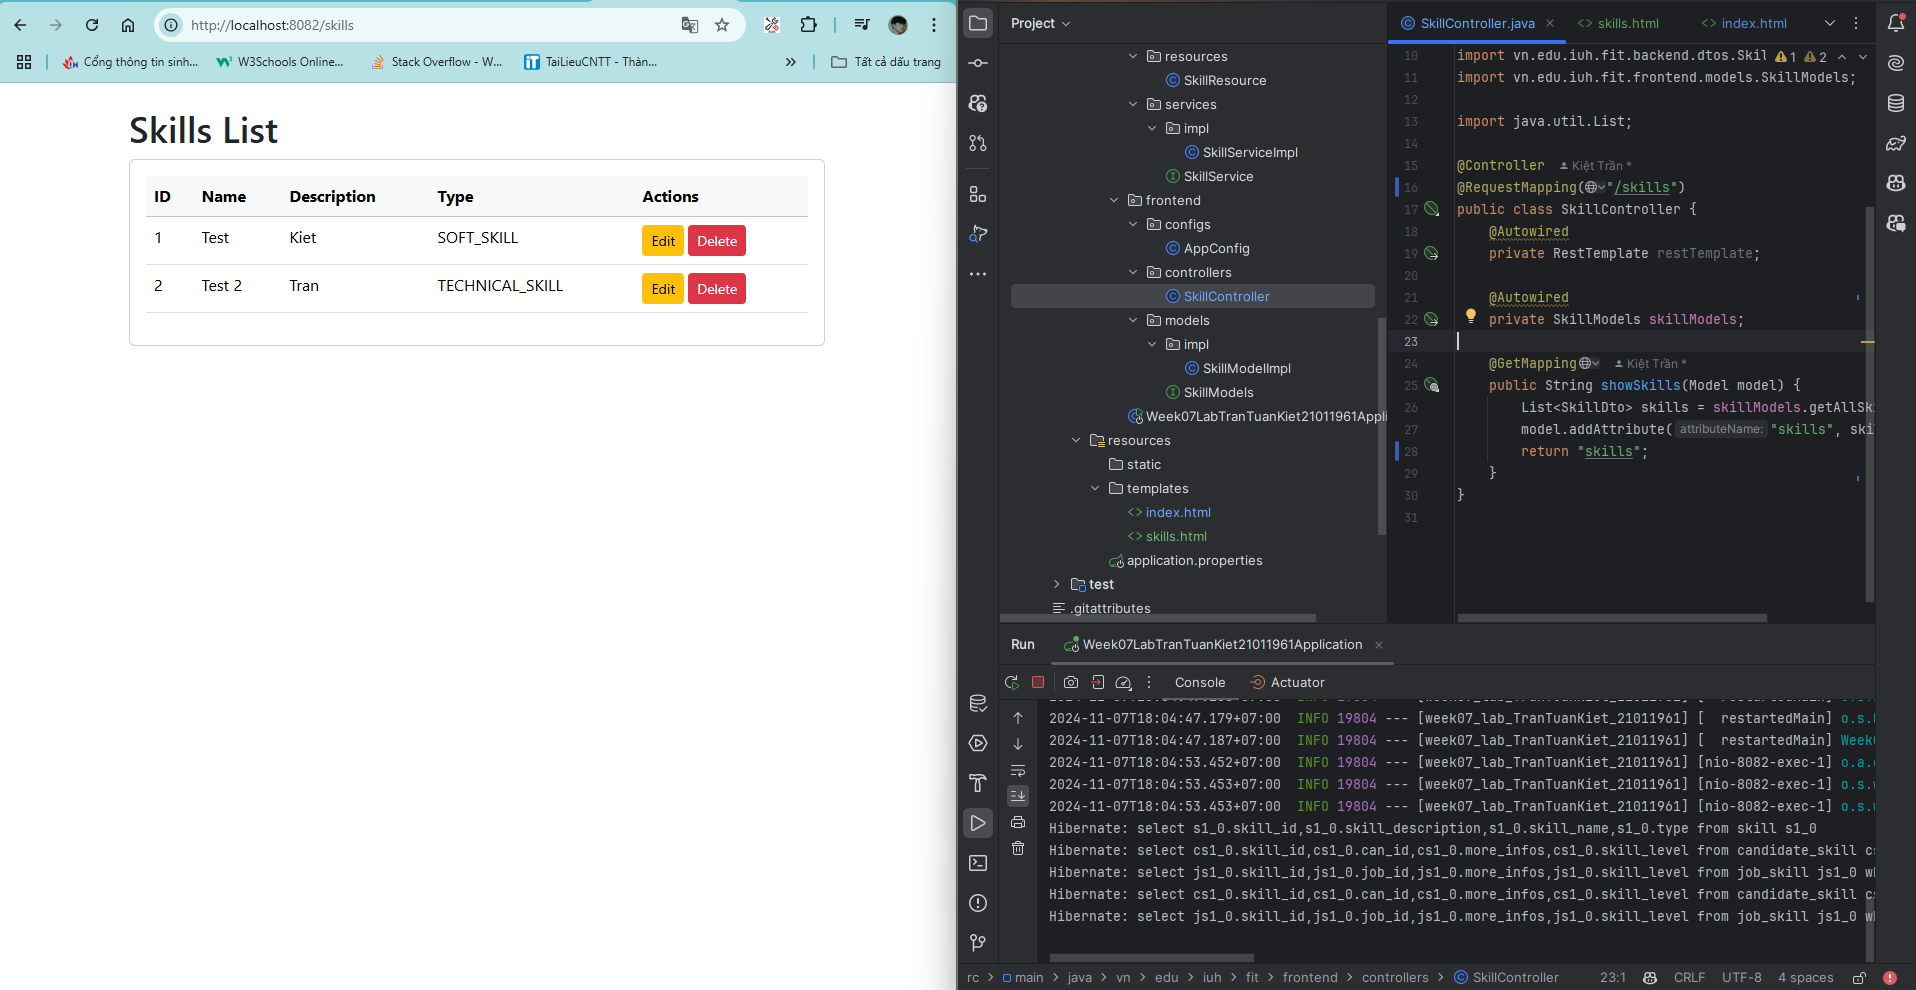 http://localhost:8082/skills
Cổng thông tin sinh...
W3Schools Online...
Stack Overflow - W...
TaiLieuCNTT - Thàn...
»
Tất cả dấu trang
Skills List
ID Name Description Type Actions
1 Test Kiet SOFT_SKILL Edit Delete
2 Test 2 Tran TECHNICAL_SKILL Edit Delete
Project
resources
SkillResource
services
impl
SkillServiceImpl
SkillService
frontend
configs
AppConfig
controllers
SkillController
models
impl
SkillModelImpl
SkillModels
Week07LabTranTuanKiet21011961Appli
resources
static
templates
index.html
skills.html
application.properties
test
.gitattributes
SkillController.java
skills.html
index.html
10 import vn.edu.iuh.fit.backend.dtos.Skil 1 2
11 import vn.edu.iuh.fit.frontend.models.SkillModels;
12
13 import java.util.List;
14
15 @Controller Kiệt Trần *
16 @RequestMapping("/skills")
17 public class SkillController {
18 @Autowired
19 private RestTemplate restTemplate;
20
21 @Autowired
22 private SkillModels skillModels;
23
24 @GetMapping Kiệt Trần *
25 public String showSkills(Model model) {
26 List<SkillDto> skills = skillModels.getAllSk
27 model.addAttribute( attributeName: "skills", ski
28 return "skills";
29 }
30 }
31
Run
Week07LabTranTuanKiet21011961Application
Console
Actuator
2024-11-07T18:04:47.179+07:00 INFO 19804 --- [week07_lab_TranTuanKiet_21011961] [ restartedMain] o.s.
2024-11-07T18:04:47.187+07:00 INFO 19804 --- [week07_lab_TranTuanKiet_21011961] [ restartedMain] Week
2024-11-07T18:04:53.452+07:00 INFO 19804 --- [week07_lab_TranTuanKiet_21011961] [nio-8082-exec-1] o.a.
2024-11-07T18:04:53.453+07:00 INFO 19804 --- [week07_lab_TranTuanKiet_21011961] [nio-8082-exec-1] o.s.
2024-11-07T18:04:53.453+07:00 INFO 19804 --- [week07_lab_TranTuanKiet_21011961] [nio-8082-exec-1] o.s.
Hibernate: select s1_0.skill_id,s1_0.skill_description,s1_0.skill_name,s1_0.type from skill s1_0
Hibernate: select cs1_0.skill_id,cs1_0.can_id,cs1_0.more_infos,cs1_0.skill_level from candidate_skill cs
Hibernate: select js1_0.skill_id,js1_0.job_id,js1_0.more_infos,js1_0.skill_level from job_skill js1_0 w
Hibernate: select cs1_0.skill_id,cs1_0.can_id,cs1_0.more_infos,cs1_0.skill_level from candidate_skill cs
Hibernate: select js1_0.skill_id,js1_0.job_id,js1_0.more_infos,js1_0.skill_level from job_skill js1_0 w
rc > main > java > vn > edu > iuh > fit > frontend > controllers > SkillController 23:1 CRLF UTF-8 4 spaces